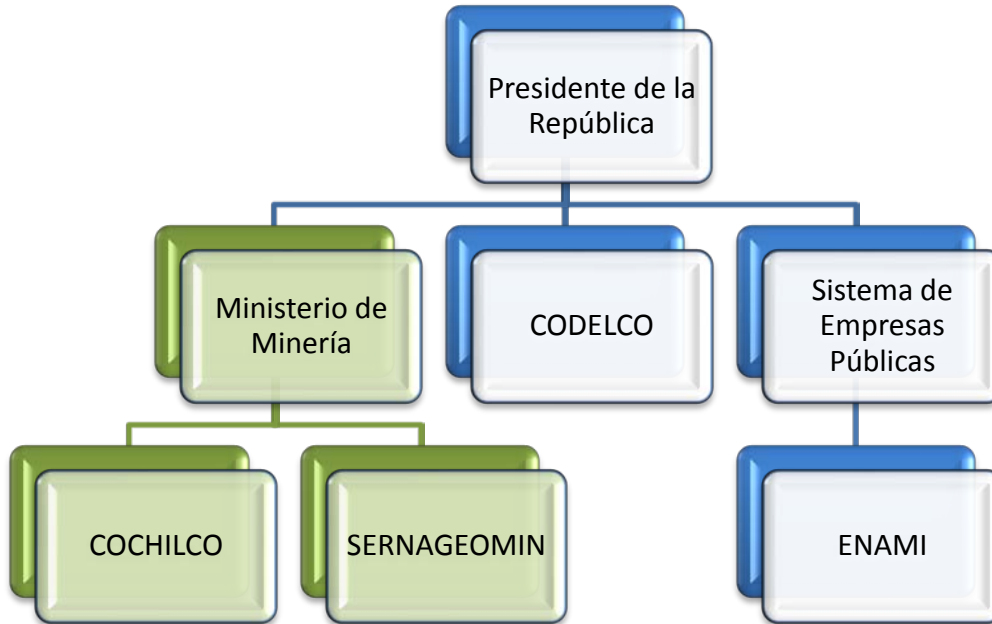 Presidente de la
República
Ministerio de
Minería
CODELCO
Sistema de
Empresas
Públicas
COCHILCO
SERNAGEOMIN
ENAMI